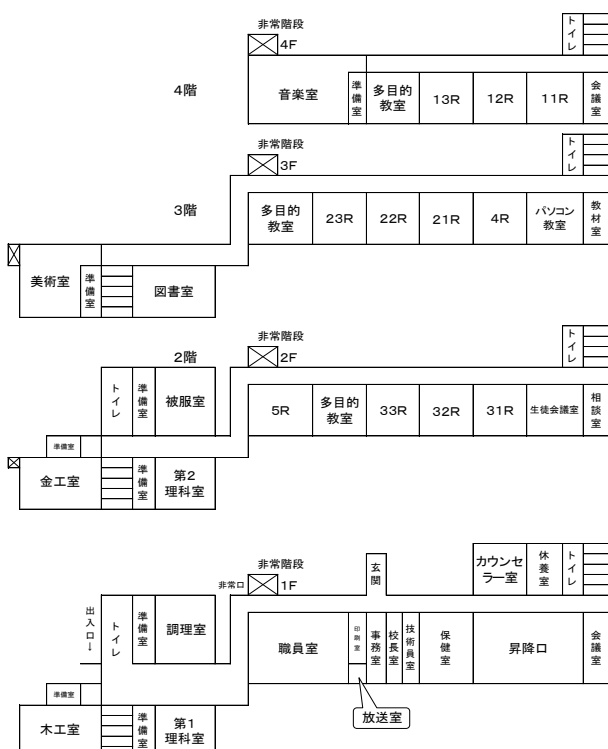 非常階段
4F
トイレ
4階
音楽室
準備室
多目的
教室
13R
12R
11R
会議室
非常階段
3F
トイレ
3階
多目的
教室
23R
22R
21R
4R
パソコン
教室
教材室
美術室
準備室
図書室
非常階段
2F
トイレ
2階
トイレ
準備室
被服室
5R
多目的
教室
33R
32R
31R
生徒会議室
相談室
準備室
金工室
準備室
第2
理科室
非常階段
非常口
1F
玄関
カウンセ
ラー室
休養室
トイレ
出入口↓
トイレ
準備室
調理室
職員室
印刷室
事務室
校長室
技術員室
保健室
昇降口
会議室
準備室
木工室
準備室
第1
理科室
放送室